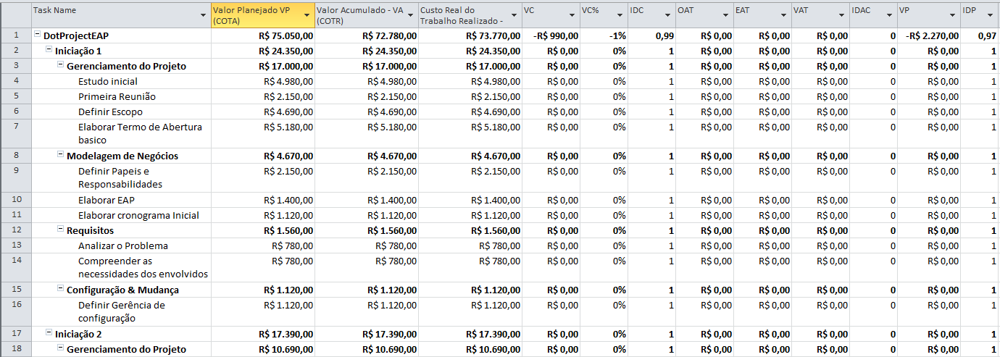 Task Name Valor Planejado VP (COTA) Valor Acumulado - VA (COTR) Custo Real do Trabalho Realizado - VC VC% IDC OAT EAT VAT IDAC VP IDP
1 DotProjectEAP R$ 75.050,00 R$ 72.780,00 R$ 73.770,00 -R$ 990,00 -1% 0,99 R$ 0,00 R$ 0,00 R$ 0,00 0 -R$ 2.270,00 0,97
2 Iniciação 1 R$ 24.350,00 R$ 24.350,00 R$ 24.350,00 R$ 0,00 0% 1 R$ 0,00 R$ 0,00 R$ 0,00 0 R$ 0,00 1
3 Gerenciamento do Projeto R$ 17.000,00 R$ 17.000,00 R$ 17.000,00 R$ 0,00 0% 1 R$ 0,00 R$ 0,00 R$ 0,00 0 R$ 0,00 1
4 Estudo inicial R$ 4.980,00 R$ 4.980,00 R$ 4.980,00 R$ 0,00 0% 1 R$ 0,00 R$ 0,00 R$ 0,00 0 R$ 0,00 1
5 Primeira Reunião R$ 2.150,00 R$ 2.150,00 R$ 2.150,00 R$ 0,00 0% 1 R$ 0,00 R$ 0,00 R$ 0,00 0 R$ 0,00 1
6 Definir Escopo R$ 4.690,00 R$ 4.690,00 R$ 4.690,00 R$ 0,00 0% 1 R$ 0,00 R$ 0,00 R$ 0,00 0 R$ 0,00 1
7 Elaborar Termo de Abertura R$ 5.180,00 R$ 5.180,00 R$ 5.180,00 R$ 0,00 0% 1 R$ 0,00 R$ 0,00 R$ 0,00 0 R$ 0,00 1
basico
8 Modelagem de Negócios R$ 4.670,00 R$ 4.670,00 R$ 4.670,00 R$ 0,00 0% 1 R$ 0,00 R$ 0,00 R$ 0,00 0 R$ 0,00 1
9 Definir Papeis e R$ 2.150,00 R$ 2.150,00 R$ 2.150,00 R$ 0,00 0% 1 R$ 0,00 R$ 0,00 R$ 0,00 0 R$ 0,00 1
Responsabilidades
10 Elaborar EAP R$ 1.400,00 R$ 1.400,00 R$ 1.400,00 R$ 0,00 0% 1 R$ 0,00 R$ 0,00 R$ 0,00 0 R$ 0,00 1
11 Elaborar cronograma Inicial R$ 1.120,00 R$ 1.120,00 R$ 1.120,00 R$ 0,00 0% 1 R$ 0,00 R$ 0,00 R$ 0,00 0 R$ 0,00 1
12 Requisitos R$ 1.560,00 R$ 1.560,00 R$ 1.560,00 R$ 0,00 0% 1 R$ 0,00 R$ 0,00 R$ 0,00 0 R$ 0,00 1
13 Analizar o Problema R$ 780,00 R$ 780,00 R$ 780,00 R$ 0,00 0% 1 R$ 0,00 R$ 0,00 R$ 0,00 0 R$ 0,00 1
14 Compreender as R$ 780,00 R$ 780,00 R$ 780,00 R$ 0,00 0% 1 R$ 0,00 R$ 0,00 R$ 0,00 0 R$ 0,00 1
necessidades dos envolvidos
15 Configuração & Mudança R$ 1.120,00 R$ 1.120,00 R$ 1.120,00 R$ 0,00 0% 1 R$ 0,00 R$ 0,00 R$ 0,00 0 R$ 0,00 1
16 Definir Gerência de R$ 1.120,00 R$ 1.120,00 R$ 1.120,00 R$ 0,00 0% 1 R$ 0,00 R$ 0,00 R$ 0,00 0 R$ 0,00 1
configuração
17 Iniciação 2 R$ 17.390,00 R$ 17.390,00 R$ 17.390,00 R$ 0,00 0% 1 R$ 0,00 R$ 0,00 R$ 0,00 0 R$ 0,00 1
18 Gerenciamento do Projeto R$ 10.690,00 R$ 10.690,00 R$ 10.690,00 R$ 0,00 0% 1 R$ 0,00 R$ 0,00 R$ 0,00 0 R$ 0,00 1